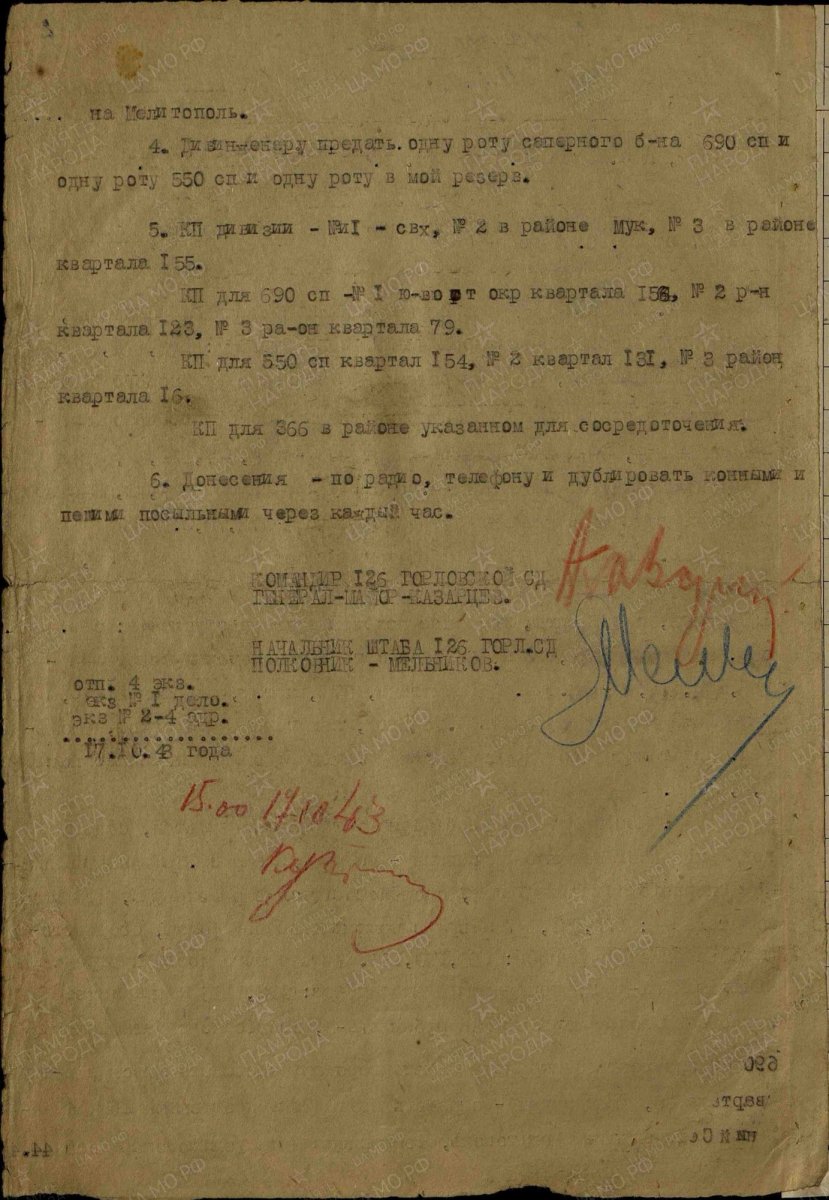 на Мелитополь.
4. Дивинженеру предать.одну роту саперного б-на 690 сп и
одну роту 550 сп и одну роту в мой резерв.
5. КП дивизии - №1 - свх, № 2 в районе Мук, № 3 в районе
квартала 155.
КП для 690 сп -№ 1 окр квартала № 2 р-н
квартала 123, № 3 ра-он квартала 79.
КП для 550 сп квартал 154, № 2 квартал 131, № 3 район
квартала 16.
КП для 366 в районе указанном для сосредоточения.
6. Донесения - по радио, телефону и дублировать конными и
пешими посыльными через каждый час.
КОМАНДИР 126 ГОРЛОВСКОЙ СД
ГЕНЕРАЛ-МАЙОР-КАЗАРЦЕВ.
НАЧАЛЬНИК ШТАБА 126 ГОРЛ.СД
ПОЛКОВНИК - МЕЛЬНИКОВ.
отп. 4 экз.
экз № 1 дело.
экз № 2-4 адр.
17.10.43 года
15.00 17 10 43
690